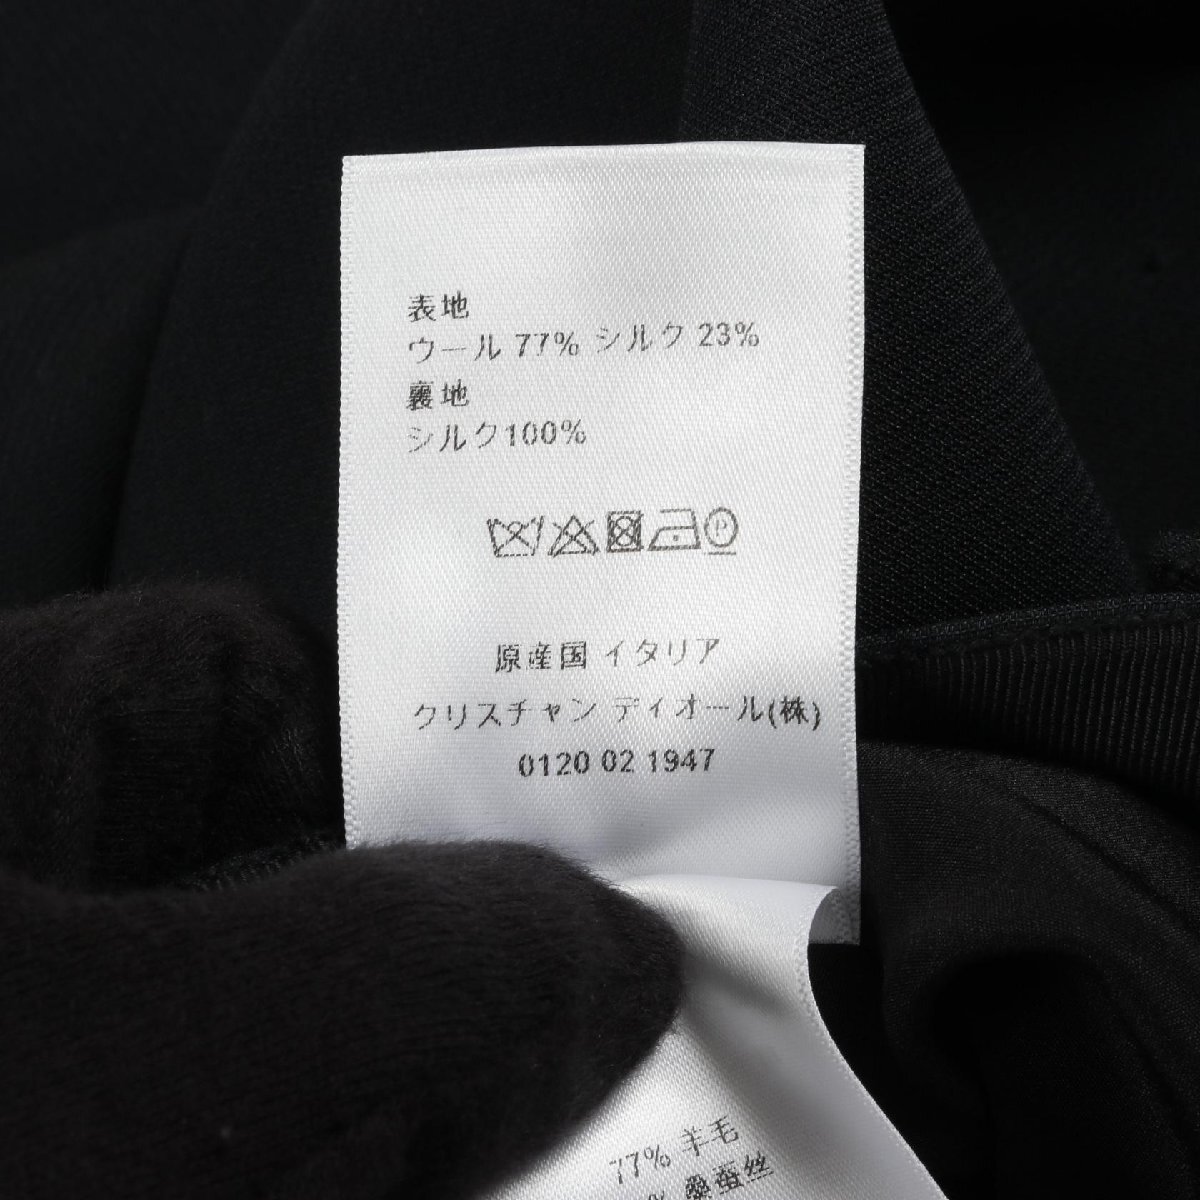 表地
ウール 77% シルク 23%
裏地
シルク100%
P
原産国 イタリア
クリスチャン ディオール(株)
0120 02 1947
77% 羊毛
% 桑蚕丝